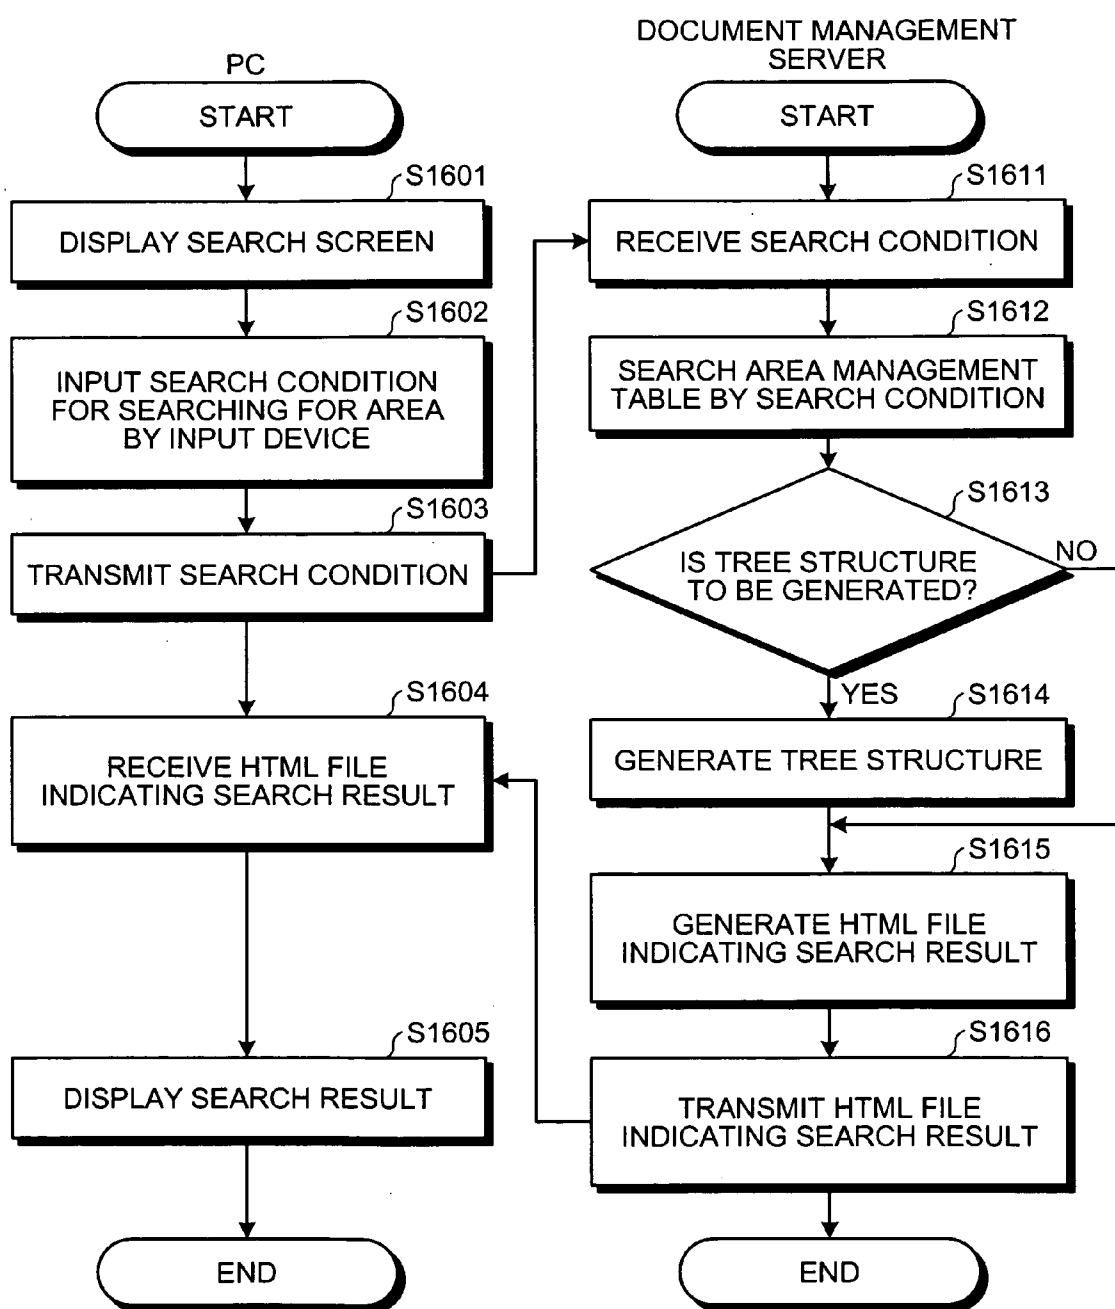 PC
START
S1601
DISPLAY SEARCH SCREEN
S1602
INPUT SEARCH CONDITION
FOR SEARCHING FOR AREA
BY INPUT DEVICE
S1603
TRANSMIT SEARCH CONDITION
S1604
RECEIVE HTML FILE
INDICATING SEARCH RESULT
S1605
DISPLAY SEARCH RESULT
END
DOCUMENT MANAGEMENT
SERVER
START
S1611
RECEIVE SEARCH CONDITION
S1612
SEARCH AREA MANAGEMENT
TABLE BY SEARCH CONDITION
S1613
IS TREE STRUCTURE
TO BE GENERATED?
NO
YES
S1614
GENERATE TREE STRUCTURE
S1615
GENERATE HTML FILE
INDICATING SEARCH RESULT
S1616
TRANSMIT HTML FILE
INDICATING SEARCH RESULT
END